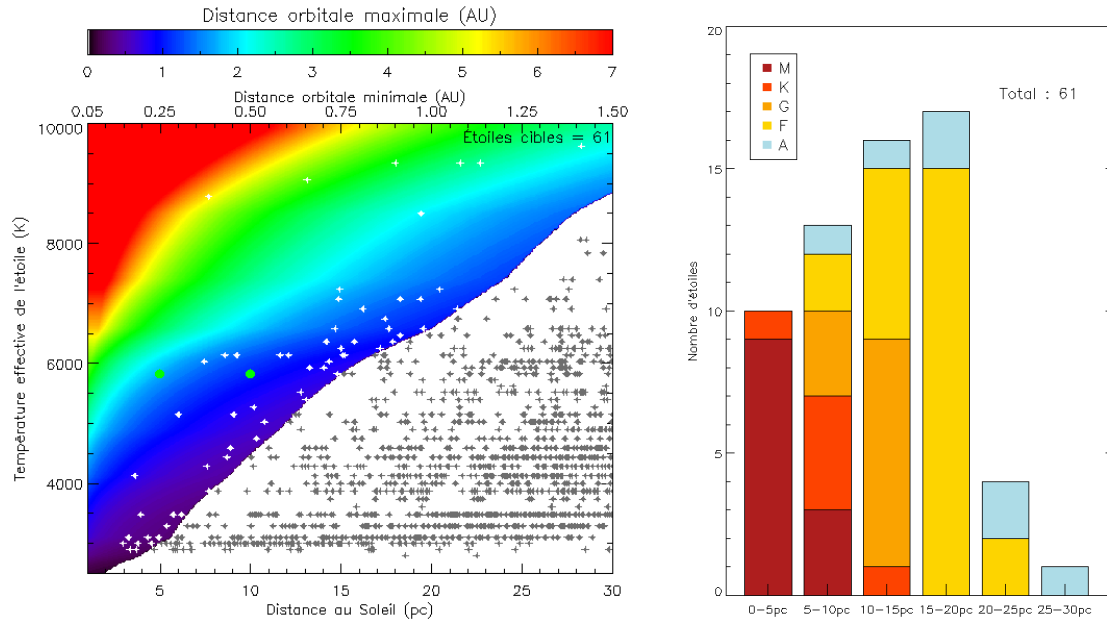 Distance orbitale maximale (AU)
0 1 2 3 4 5 6 7
Distance orbitale minimale (AU)
0.05 0.25 0.50 0.75 1.00 1.25 1.50
Étoiles cibles = 61
10000
8000
6000
4000
Température effective de l'étoile (K)
5 10 15 20 25 30
Distance au Soleil (pc)
20
15
10
5
0
Nombre d'étoiles
M
K
G
F
A
Total : 61
0-5pc 5-10pc 10-15pc 15-20pc 20-25pc 25-30pc